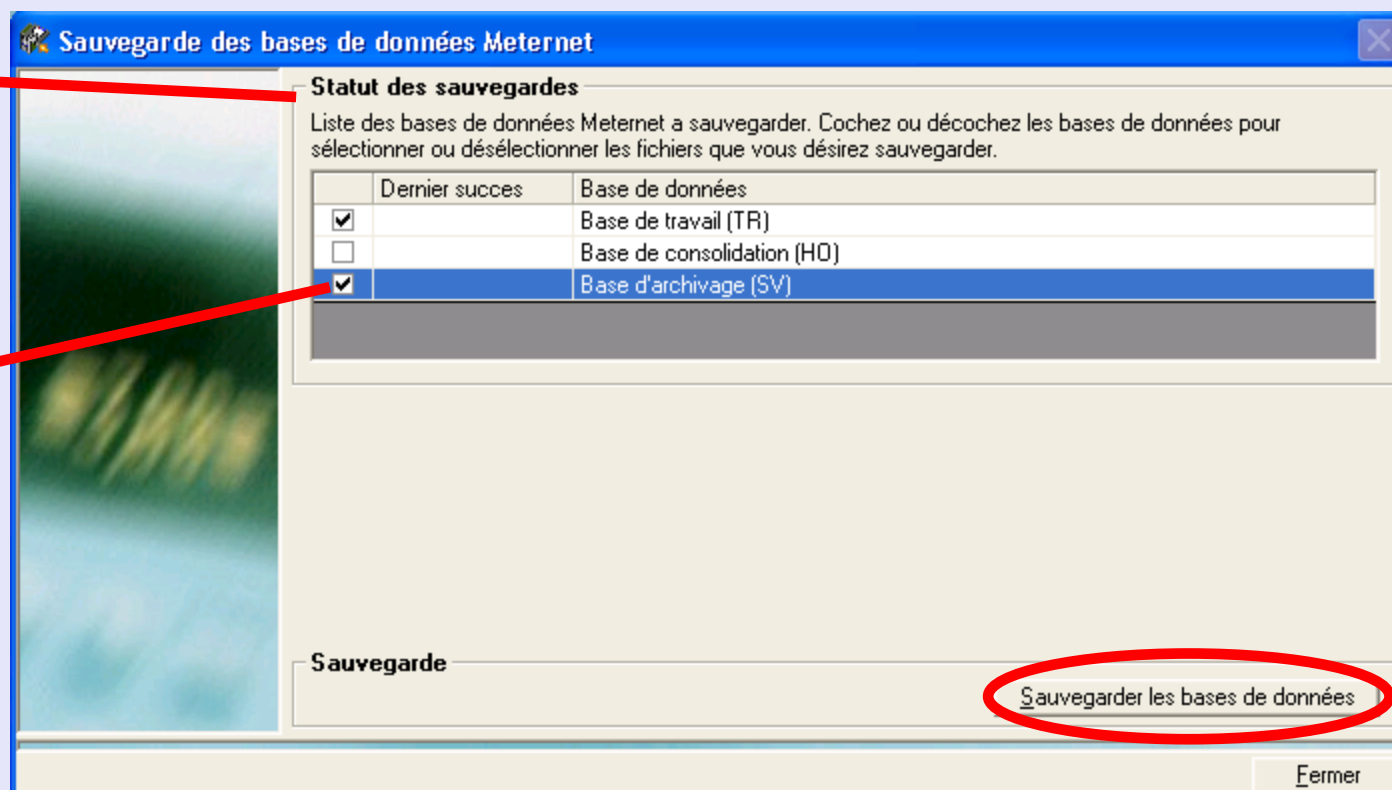 Sauvegarde des bases de données Meternet
Statut des sauvegardes
Liste des bases de données Meternet a sauvegarder. Cochez ou décochez les bases de données pour
sélectionner ou désélectionner les fichiers que vous désirez sauvegarder.
Dernier succes Base de données
Base de travail (TR)
Base de consolidation (HO)
Base d'archivage (SV)
Sauvegarde
Sauvegarder les bases de données
Fermer